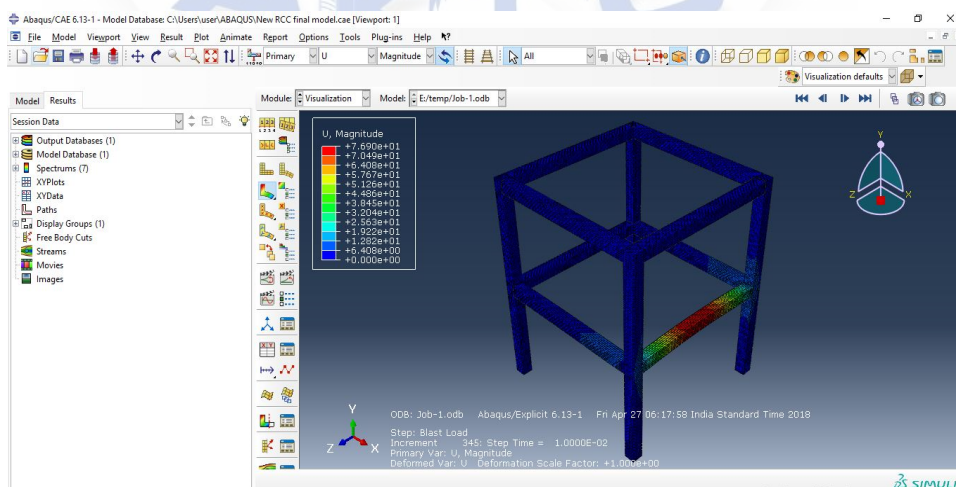 Abaqus/CAE 6.13-1 - Model Database: C:\Users\user\ABAQUS\New RCC final model.cae [Viewport: 1]
File Model Viewport View Result Plot Animate Report Options Tools Plug-ins Help
Primary U Magnitude All
Visualization defaults
Model Results Module: Visualization Model: E:/temp/Job-1.odb
Session Data
Output Databases (1)
Model Database (1)
Spectrums (7)
XYPlots
XYData
Paths
Display Groups (1)
Free Body Cuts
Streams
Movies
Images
U, Magnitude
+7.690e+01
+7.049e+01
+6.408e+01
+5.767e+01
+5.126e+01
+4.486e+01
+3.845e+01
+3.204e+01
+2.563e+01
+1.922e+01
+1.282e+01
+6.408e+00
+0.000e+00
Y
Z X
Y
Z X
ODB: Job-1.odb Abaqus/Explicit 6.13-1 Fri Apr 27 06:17:58 India Standard Time 2018
Step: Blast Load
Increment 345: Step Time = 1.0000E-02
Primary Var: U, Magnitude
Deformed Var: U Deformation Scale Factor: +1.000e+00
SIMULI